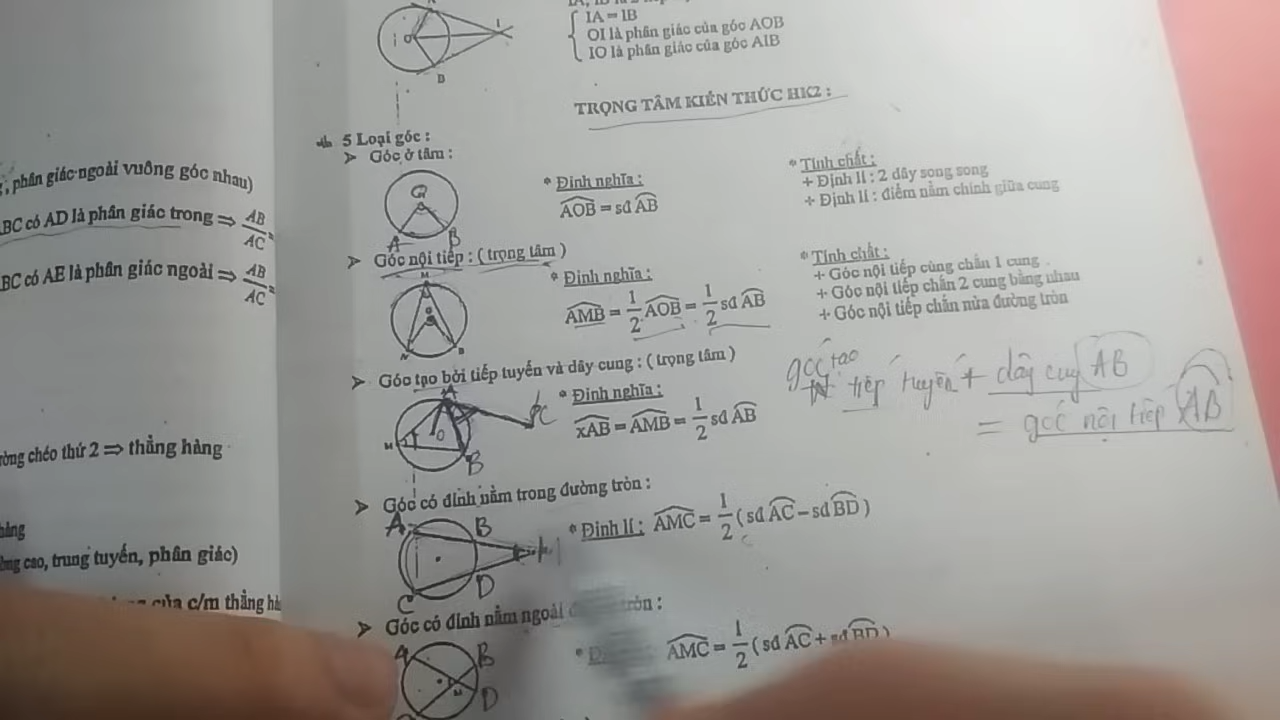 IA = IB
OI là phân giác của góc AOB
IO là phân giác của góc AIB
I
O
B
TRỌNG TÂM KIẾN THỨC HK2 :
5 Loại góc :
➤ Góc ở tâm :
A B
* Định nghĩa :
AOB = sđ AB
* Tính chất :
+ Định lí : 2 dây song song
+ Định lí : điểm nằm chính giữa cung
➤ Góc nội tiếp : ( trọng tâm )
M
O
* Định nghĩa :
AMB = 1/2 AOB = 1/2 sđ AB
* Tính chất :
+ Góc nội tiếp cùng chắn 1 cung
+ Góc nội tiếp chắn 2 cung bằng nhau
+ Góc nội tiếp chắn nửa đường tròn
➤ Góc tạo bởi tiếp tuyến và dây cung : ( trọng tâm )
A
x
M O
B
* Định nghĩa :
xAB = AMB = 1/2 sđ AB
góc tạo
tiếp tuyến + dây cung AB
= góc nội tiếp AB
➤ Góc có đỉnh nằm trong đường tròn :
A B
C D
M
* Định lí : AMC = 1/2 ( sđ AC – sđ BD )
➤ Góc có đỉnh nằm ngoài tròn :
A B
M D
AMC = 1/2 ( sđ AC + sđ BD )
, phân giác ngoài vuông góc nhau)
BC có AD là phân giác trong ⇒ AB/AC =
BC có AE là phân giác ngoài ⇒ AB/AC =
ường chéo thứ 2 ⇒ thẳng hàng
hàng
ng cao, trung tuyến, phân giác)
của c/m thẳng